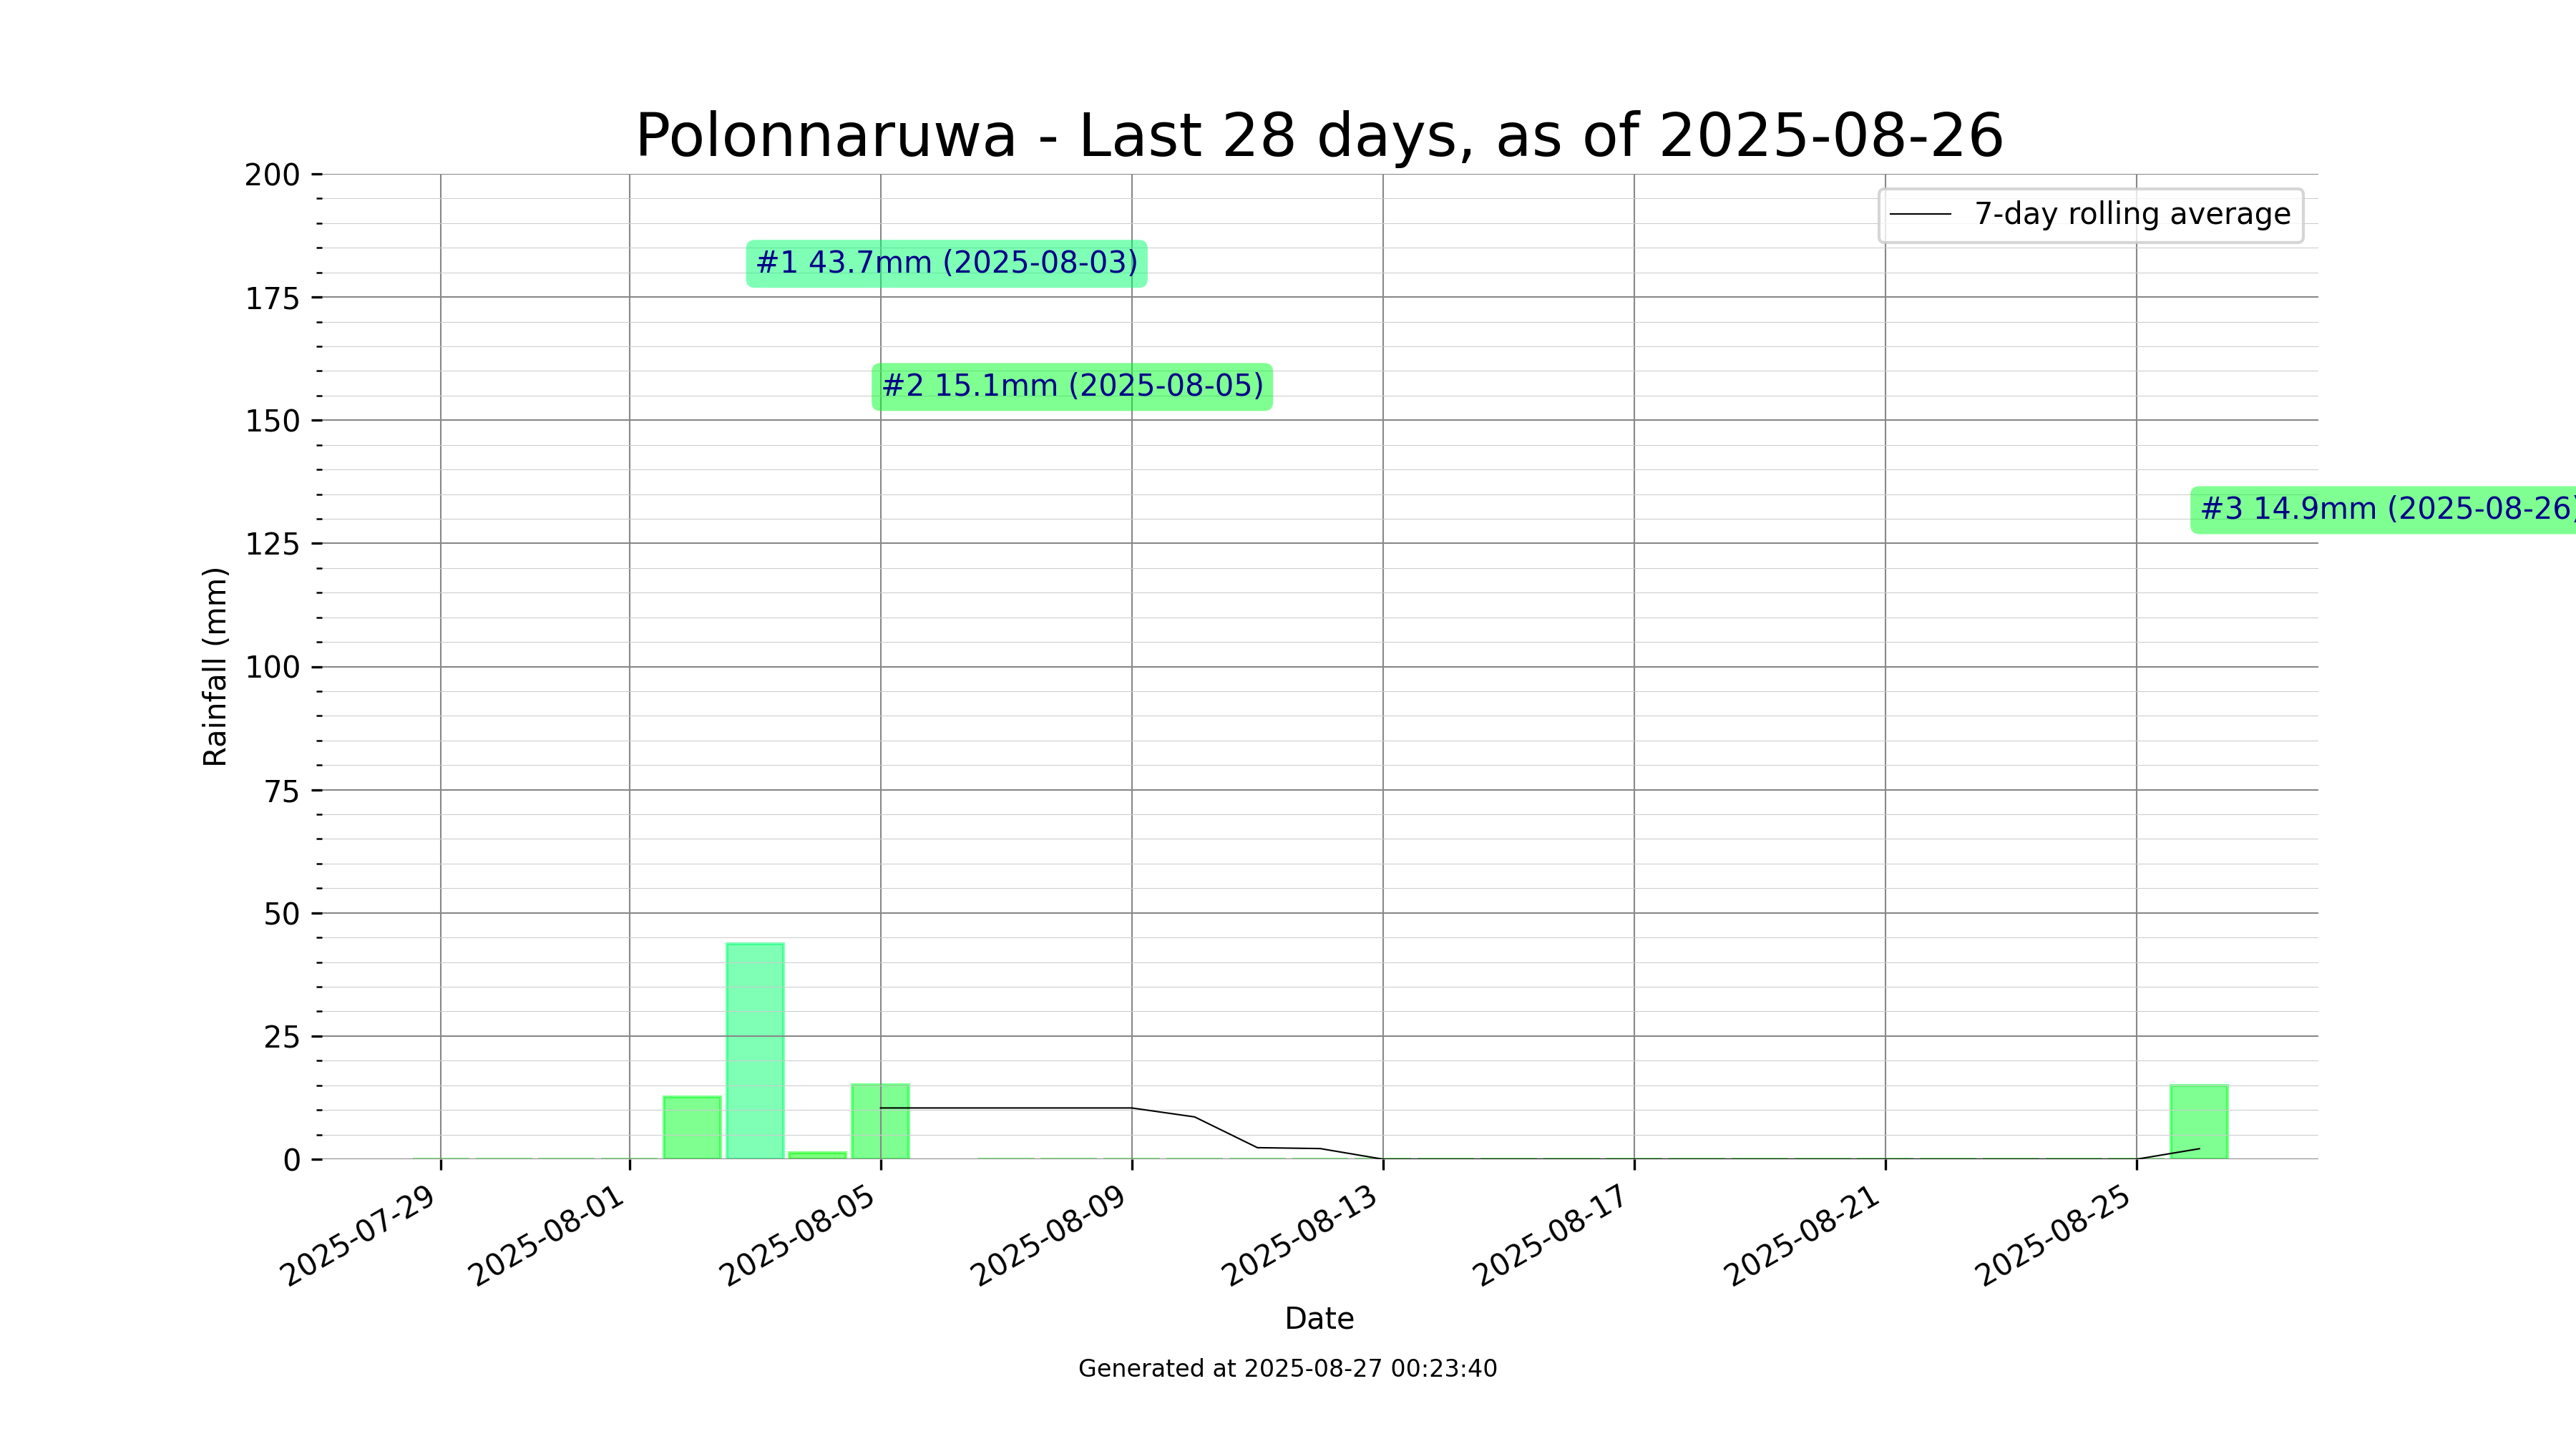 Polonnaruwa - Last 28 days, as of 2025-08-26
7-day rolling average
#1 43.7mm (2025-08-03)
#2 15.1mm (2025-08-05)
#3 14.9mm (2025-08-26)
Rainfall (mm)
200
175
150
125
100
75
50
25
0
2025-07-29
2025-08-01
2025-08-05
2025-08-09
2025-08-13
2025-08-17
2025-08-21
2025-08-25
Date
Generated at 2025-08-27 00:23:40